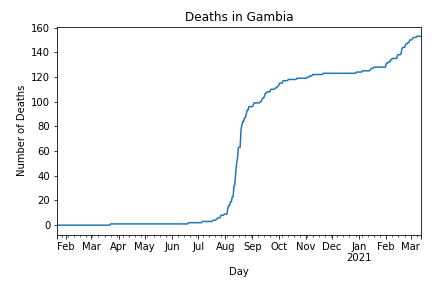 Deaths in Gambia
160
140
120
100
80
60
40
20
0
Number of Deaths
Feb Mar Apr May Jun Jul Aug Sep Oct Nov Dec Jan Feb Mar
2021
Day